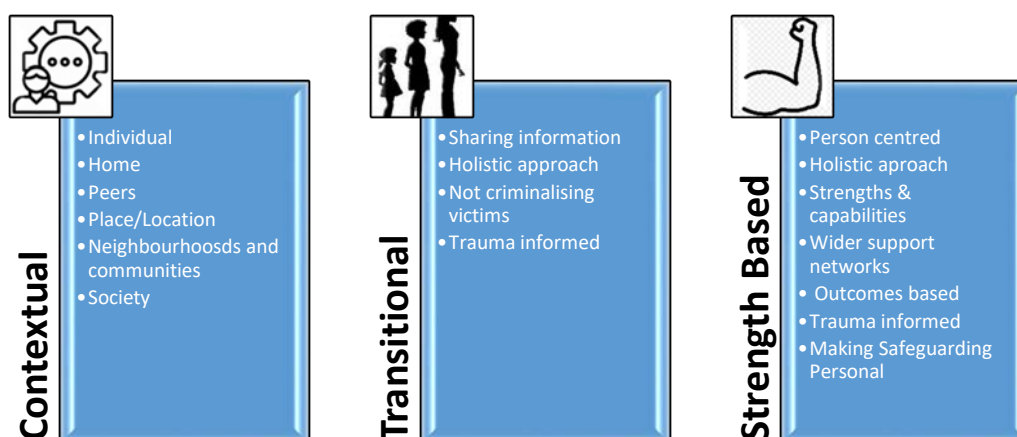 Contextual
•Individual
•Home
•Peers
•Place/Location
•Neighbourhoosds and
communities
•Society
Transitional
•Sharing information
•Holistic approach
•Not criminalising
victims
•Trauma informed
Strength Based
•Person centred
•Holistic aproach
•Strengths &
capabilities
•Wider support
networks
• Outcomes based
•Trauma informed
•Making Safeguarding
Personal